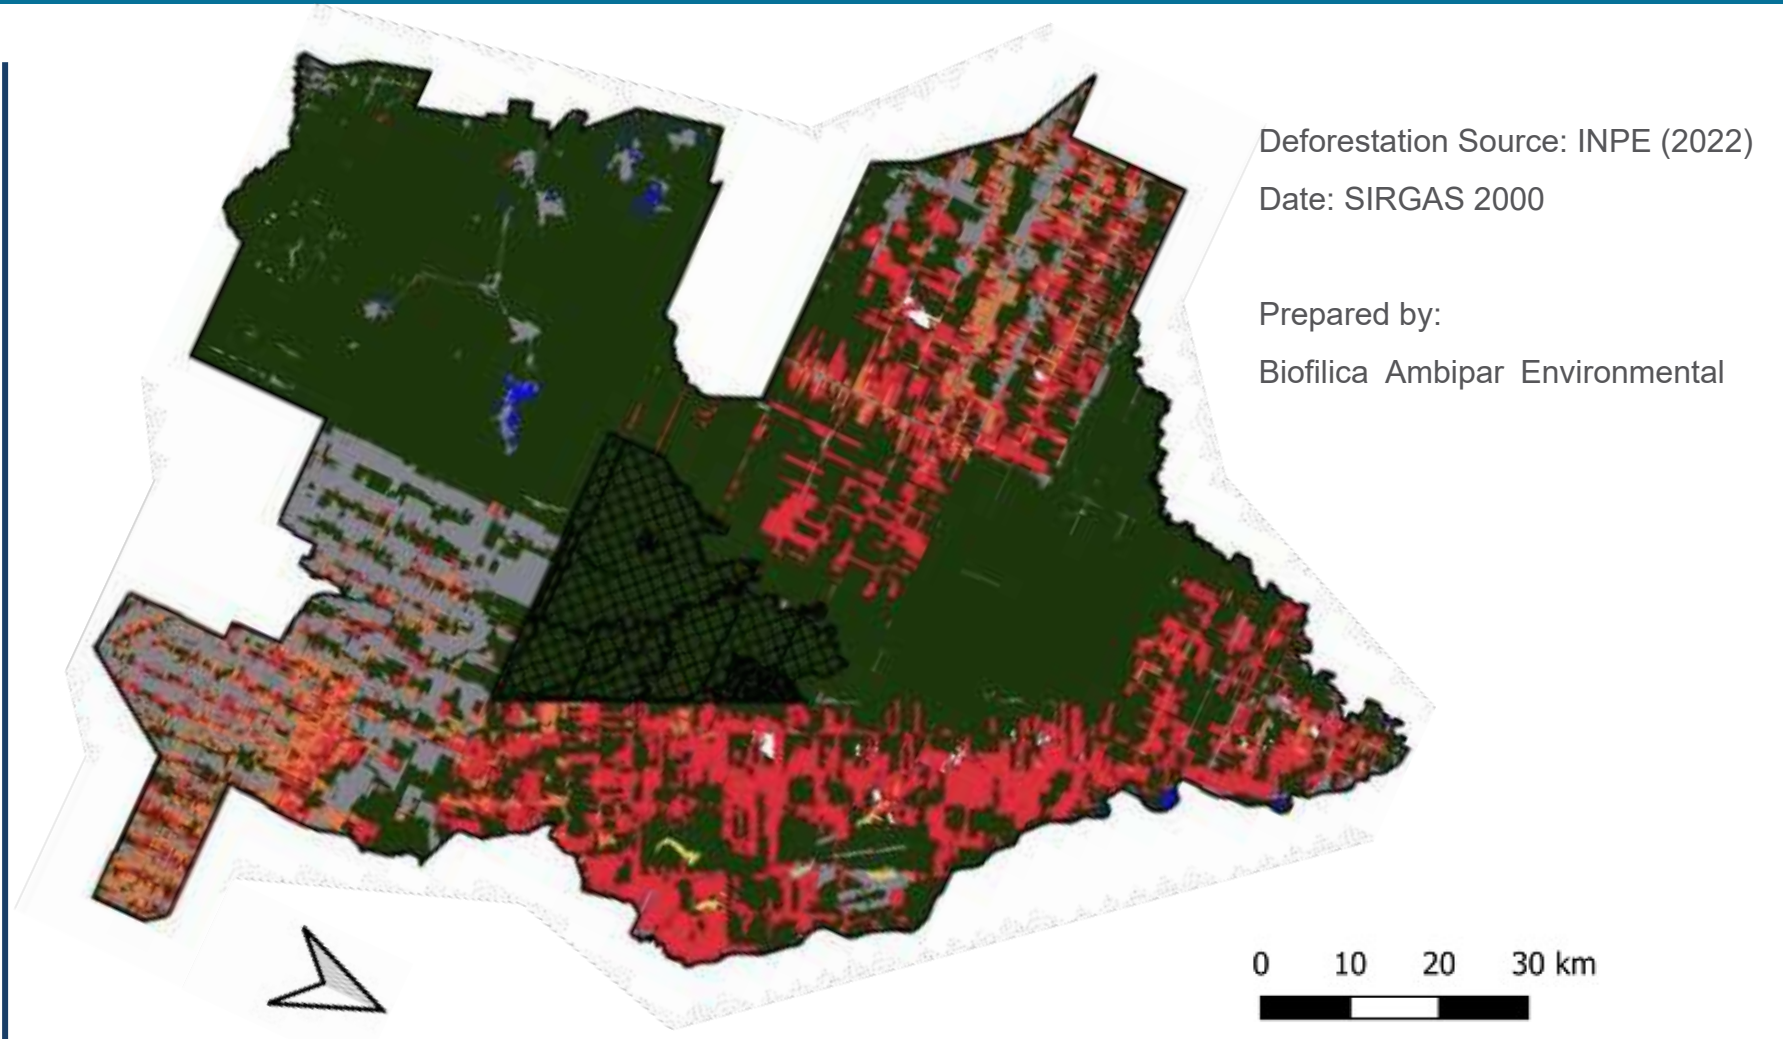 Deforestation Source: INPE (2022)
Date: SIRGAS 2000
Prepared by:
Biofilica Ambipar Environmental
0 10 20 30 km